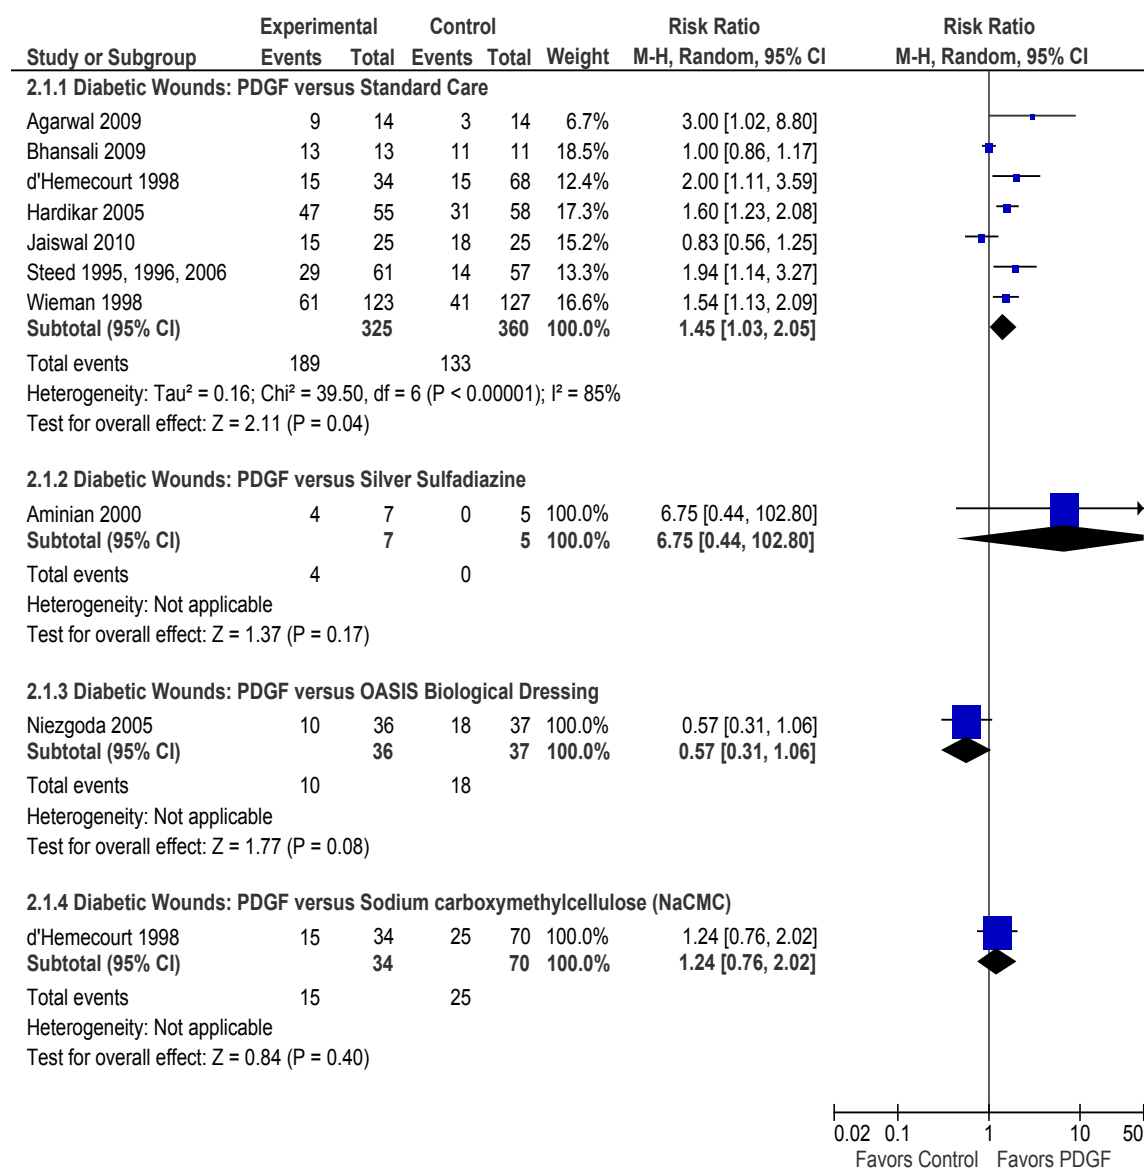 Experimental Control Risk Ratio Risk Ratio
Study or Subgroup Events Total Events Total Weight M-H, Random, 95% CI M-H, Random, 95% CI
2.1.1 Diabetic Wounds: PDGF versus Standard Care
Agarwal 2009 9 14 3 14 6.7% 3.00 [1.02, 8.80]
Bhansali 2009 13 13 11 11 18.5% 1.00 [0.86, 1.17]
d'Hemecourt 1998 15 34 15 68 12.4% 2.00 [1.11, 3.59]
Hardikar 2005 47 55 31 58 17.3% 1.60 [1.23, 2.08]
Jaiswal 2010 15 25 18 25 15.2% 0.83 [0.56, 1.25]
Steed 1995, 1996, 2006 29 61 14 57 13.3% 1.94 [1.14, 3.27]
Wieman 1998 61 123 41 127 16.6% 1.54 [1.13, 2.09]
Subtotal (95% CI) 325 360 100.0% 1.45 [1.03, 2.05]
Total events 189 133
Heterogeneity: Tau² = 0.16; Chi² = 39.50, df = 6 (P < 0.00001); I² = 85%
Test for overall effect: Z = 2.11 (P = 0.04)
2.1.2 Diabetic Wounds: PDGF versus Silver Sulfadiazine
Aminian 2000 4 7 0 5 100.0% 6.75 [0.44, 102.80]
Subtotal (95% CI) 7 5 100.0% 6.75 [0.44, 102.80]
Total events 4 0
Heterogeneity: Not applicable
Test for overall effect: Z = 1.37 (P = 0.17)
2.1.3 Diabetic Wounds: PDGF versus OASIS Biological Dressing
Niezgoda 2005 10 36 18 37 100.0% 0.57 [0.31, 1.06]
Subtotal (95% CI) 36 37 100.0% 0.57 [0.31, 1.06]
Total events 10 18
Heterogeneity: Not applicable
Test for overall effect: Z = 1.77 (P = 0.08)
2.1.4 Diabetic Wounds: PDGF versus Sodium carboxymethylcellulose (NaCMC)
d'Hemecourt 1998 15 34 25 70 100.0% 1.24 [0.76, 2.02]
Subtotal (95% CI) 34 70 100.0% 1.24 [0.76, 2.02]
Total events 15 25
Heterogeneity: Not applicable
Test for overall effect: Z = 0.84 (P = 0.40)
0.02 0.1 1 10 50
Favors Control Favors PDGF